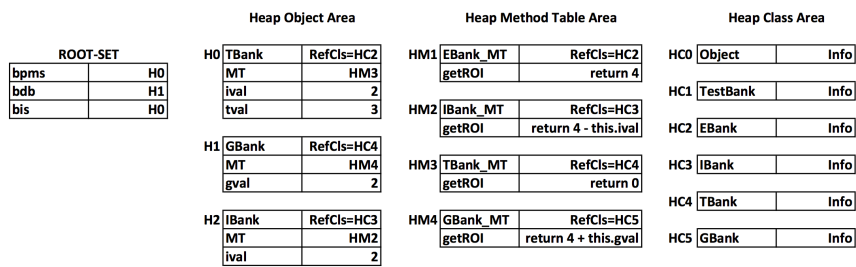 Heap Object Area Heap Method Table Area Heap Class Area
ROOT-SET H0 TBank RefCls=HC2 HM1 EBank_MT RefCls=HC2 HC0 Object Info
bpms H0 MT HM3 getROI return 4
bdb H1 ival 2 HC1 TestBank Info
bis H0 tval 3 HM2 IBank_MT RefCls=HC3
getROI return 4 - this.ival HC2 EBank Info
H1 GBank RefCls=HC4
MT HM4 HM3 TBank_MT RefCls=HC4 HC3 IBank Info
gval 2 getROI return 0
HC4 TBank Info
H2 IBank RefCls=HC3 HM4 GBank_MT RefCls=HC5
MT HM2 getROI return 4 + this.gval HC5 GBank Info
ival 2